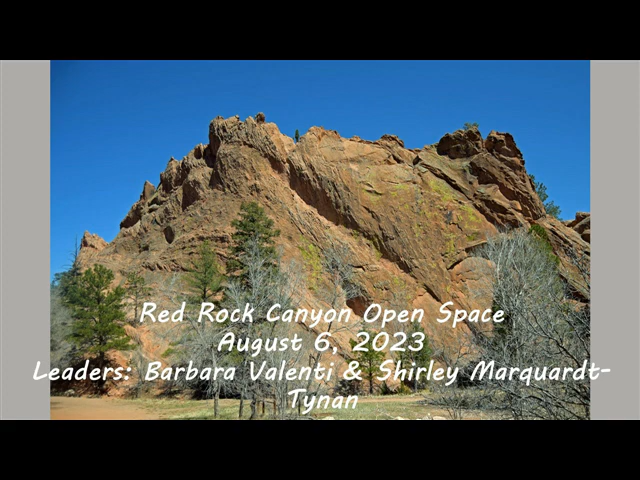 Red Rock Canyon Open Space
August 6, 2023
Leaders: Barbara Valenti & Shirley Marquardt-
Tynan